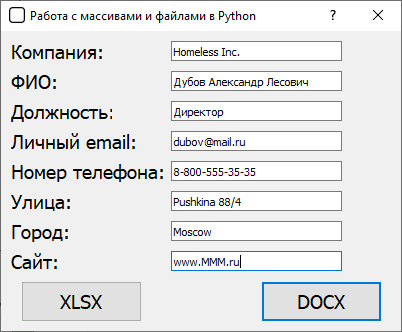 Работа с массивами и файлами в Python ? ×
Компания: Homeless Inc.
ФИО: Дубов Александр Лесович
Должность: Директор
Личный email: dubov@mail.ru
Номер телефона: 8-800-555-35-35
Улица: Pushkina 88/4
Город: Moscow
Сайт: www.MMM.ru
XLSX DOCX